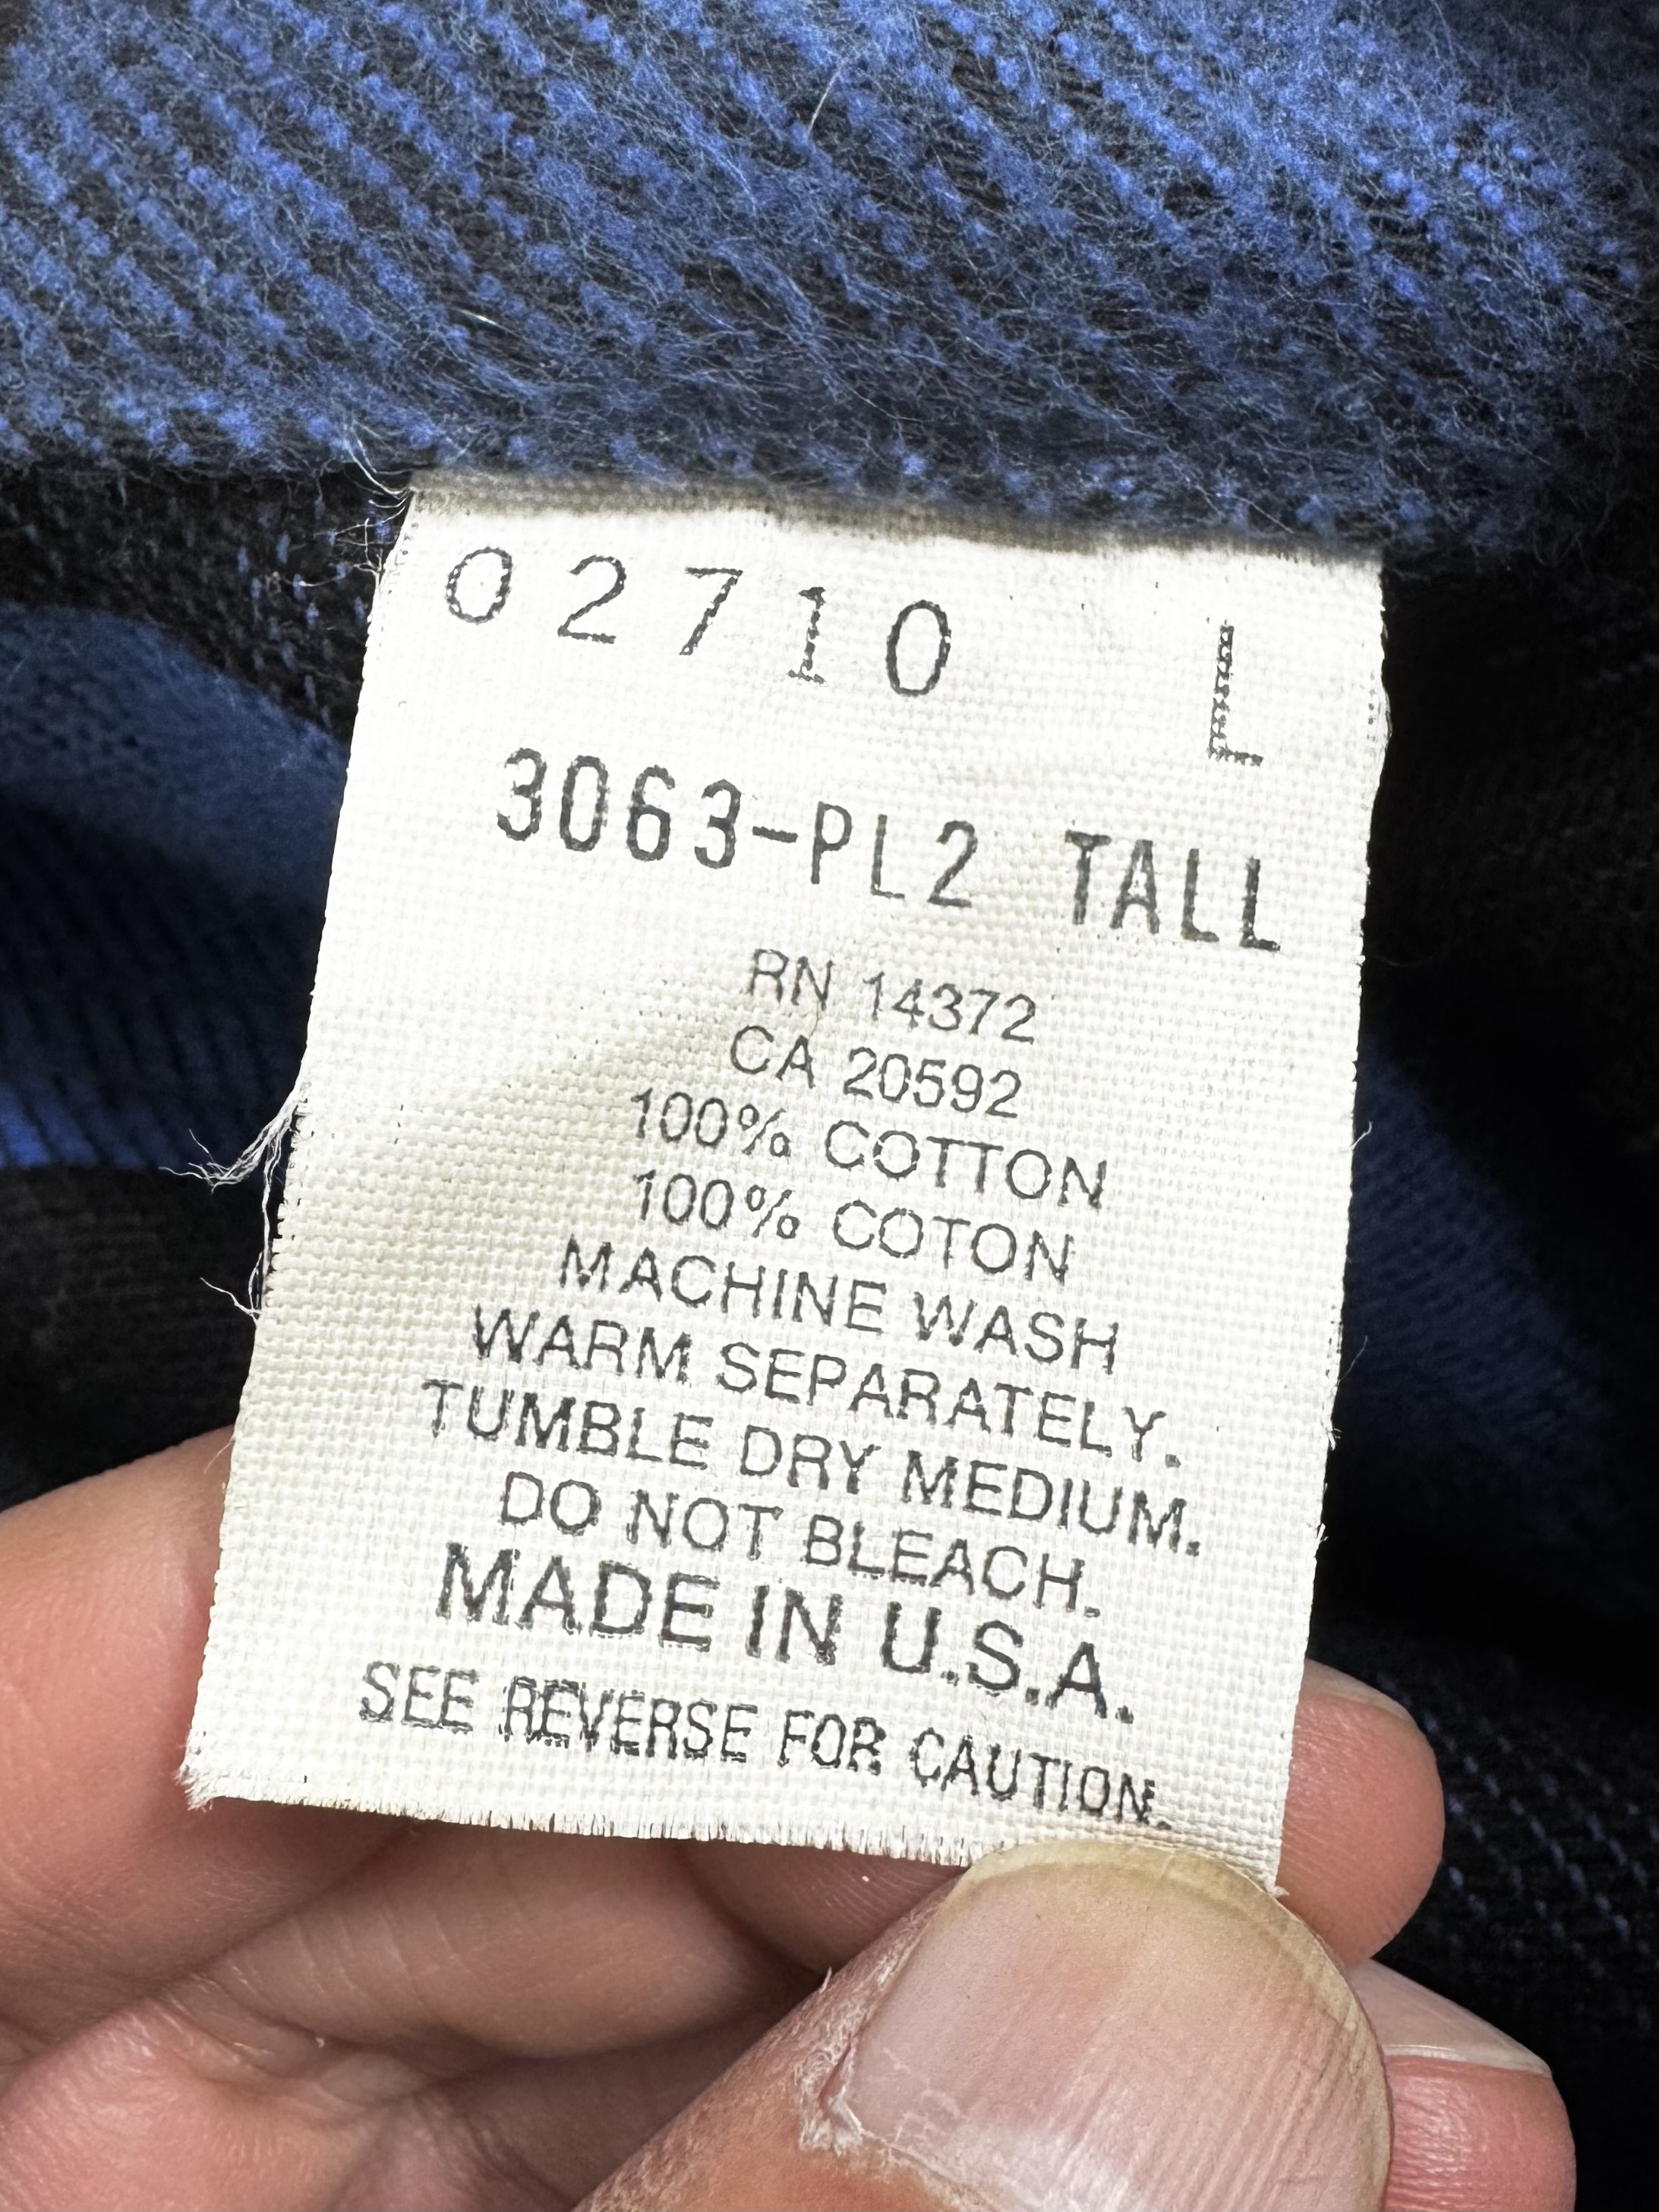 02710 L
3063-PL2 TALL
RN 14372
CA 20592
100% COTTON
100% COTON
MACHINE WASH
WARM SEPARATELY.
TUMBLE DRY MEDIUM.
DO NOT BLEACH.
MADE IN U.S.A.
SEE REVERSE FOR CAUTION.